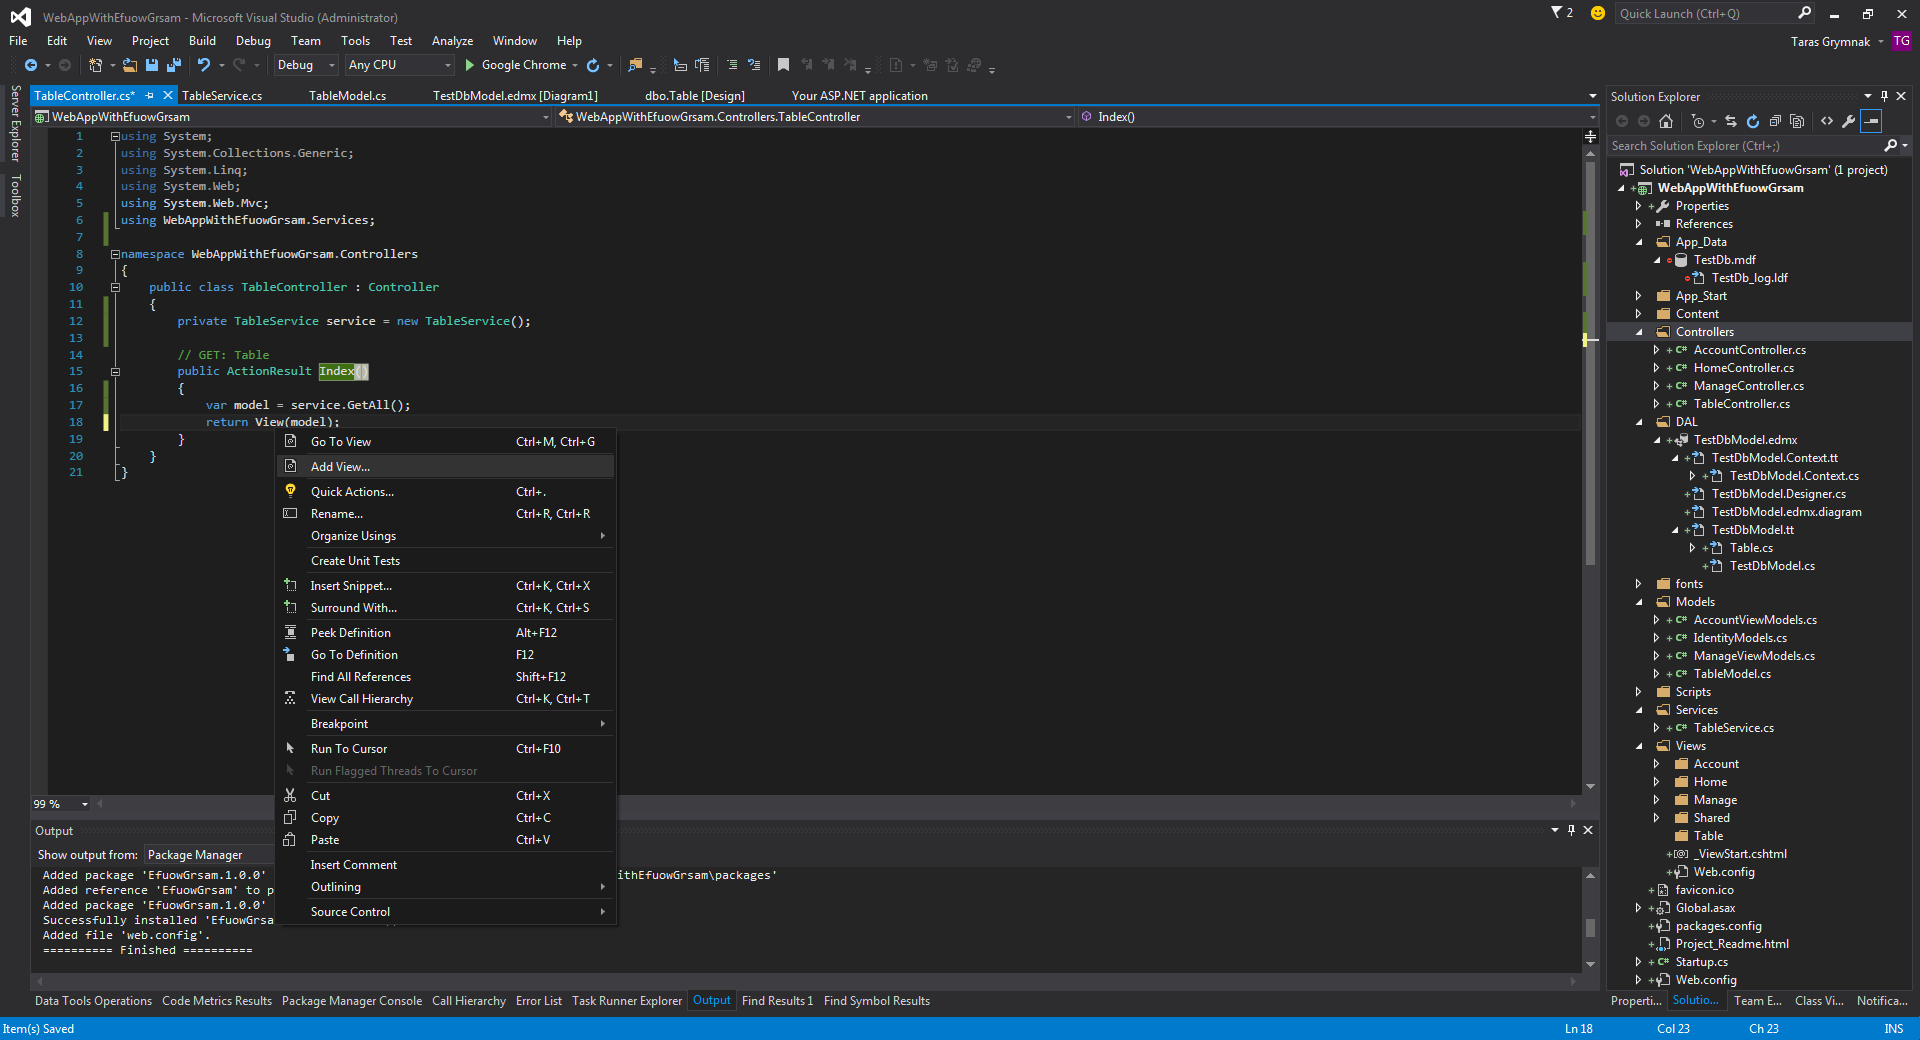 WebAppWithEfuowGrsam - Microsoft Visual Studio (Administrator)
2
Quick Launch (Ctrl+Q)
File Edit View Project Build Debug Team Tools Test Analyze Window Help
Taras Grymnak TG
Debug Any CPU Google Chrome
Server Explorer
Toolbox
TableController.cs* TableService.cs TableModel.cs TestDbModel.edmx [Diagram1] dbo.Table [Design] Your ASP.NET application
WebAppWithEfuowGrsam WebAppWithEfuowGrsam.Controllers.TableController Index()
1 using System;
2 using System.Collections.Generic;
3 using System.Linq;
4 using System.Web;
5 using System.Web.Mvc;
6 using WebAppWithEfuowGrsam.Services;
7
8 namespace WebAppWithEfuowGrsam.Controllers
9 {
10 public class TableController : Controller
11 {
12 private TableService service = new TableService();
13
14 // GET: Table
15 public ActionResult Index()
16 {
17 var model = service.GetAll();
18 return View(model);
19 }
20 }
21 }
Go To View Ctrl+M, Ctrl+G
Add View...
Quick Actions... Ctrl+.
Rename... Ctrl+R, Ctrl+R
Organize Usings
Create Unit Tests
Insert Snippet... Ctrl+K, Ctrl+X
Surround With... Ctrl+K, Ctrl+S
Peek Definition Alt+F12
Go To Definition F12
Find All References Shift+F12
View Call Hierarchy Ctrl+K, Ctrl+T
Breakpoint
Run To Cursor Ctrl+F10
Run Flagged Threads To Cursor
Cut Ctrl+X
Copy Ctrl+C
Paste Ctrl+V
Insert Comment
Outlining
Source Control
99 %
Output
Show output from: Package Manager
Added package 'EfuowGrsam.1.0.0' ithEfuowGrsam\packages'
Added reference 'EfuowGrsam' to p
Added package 'EfuowGrsam.1.0.0'
Successfully installed 'EfuowGrsa
Added file 'web.config'.
========== Finished ==========
Data Tools Operations Code Metrics Results Package Manager Console Call Hierarchy Error List Task Runner Explorer Output Find Results 1 Find Symbol Results
Solution Explorer
Search Solution Explorer (Ctrl+;)
Solution 'WebAppWithEfuowGrsam' (1 project)
WebAppWithEfuowGrsam
Properties
References
App_Data
TestDb.mdf
TestDb_log.ldf
App_Start
Content
Controllers
C# AccountController.cs
C# HomeController.cs
C# ManageController.cs
C# TableController.cs
DAL
TestDbModel.edmx
TestDbModel.Context.tt
TestDbModel.Context.cs
TestDbModel.Designer.cs
TestDbModel.edmx.diagram
TestDbModel.tt
Table.cs
TestDbModel.cs
fonts
Models
C# AccountViewModels.cs
C# IdentityModels.cs
C# ManageViewModels.cs
C# TableModel.cs
Scripts
Services
C# TableService.cs
Views
Account
Home
Manage
Shared
Table
_ViewStart.cshtml
Web.config
favicon.ico
Global.asax
packages.config
Project_Readme.html
C# Startup.cs
Web.config
Properti... Solutio... Team E... Class Vi... Notifica...
Item(s) Saved Ln 18 Col 23 Ch 23 INS